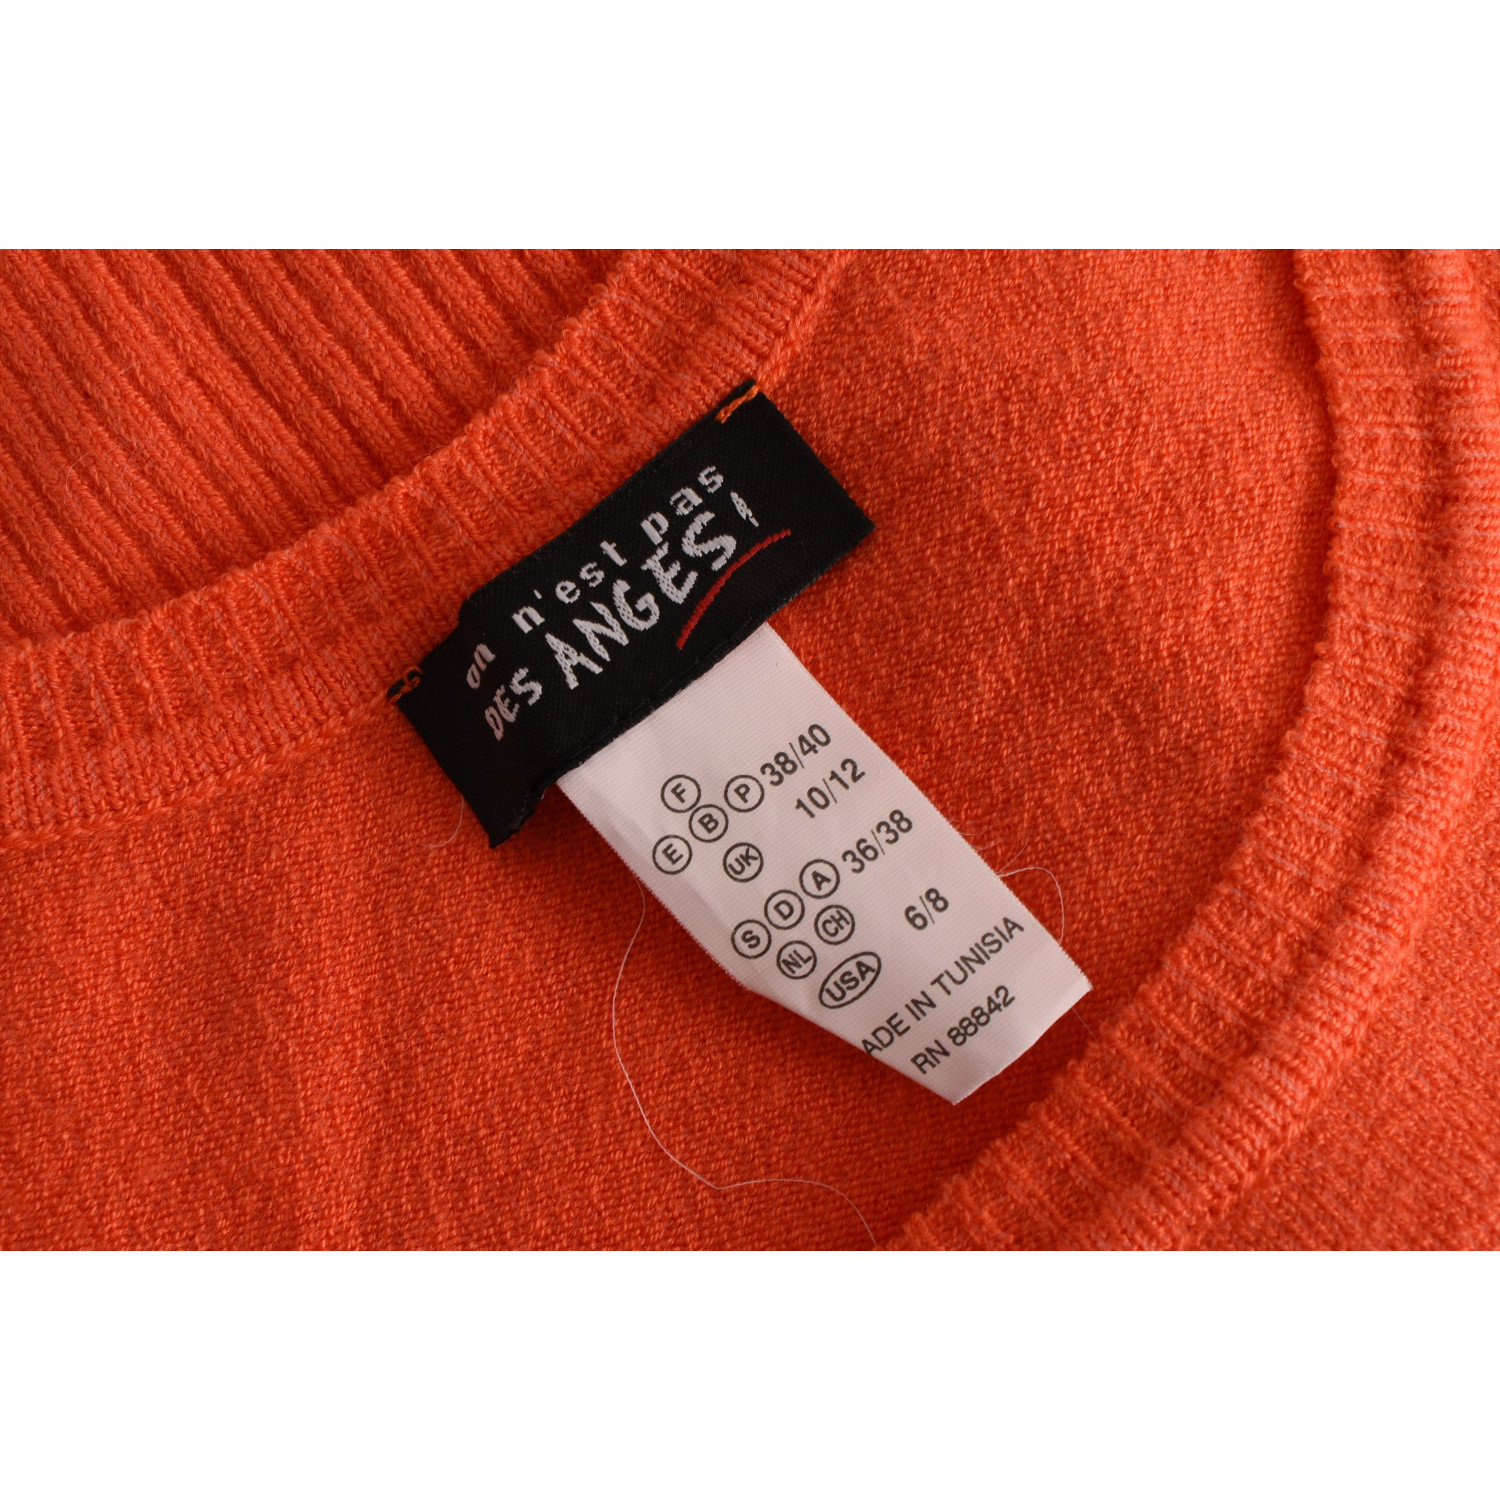 on n'est pas
DES ANGES!
F
E B P 38/40
UK 10/12
S D A 36/38
NL CH
USA 6/8
ADE IN TUNISIA
RN 88842